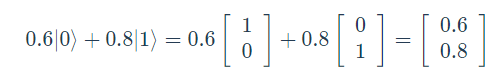 0.6|0⟩ + 0.8|1⟩ = 0.6 [ 1 0 ] + 0.8 [ 0 1 ] = [ 0.6 0.8 ]